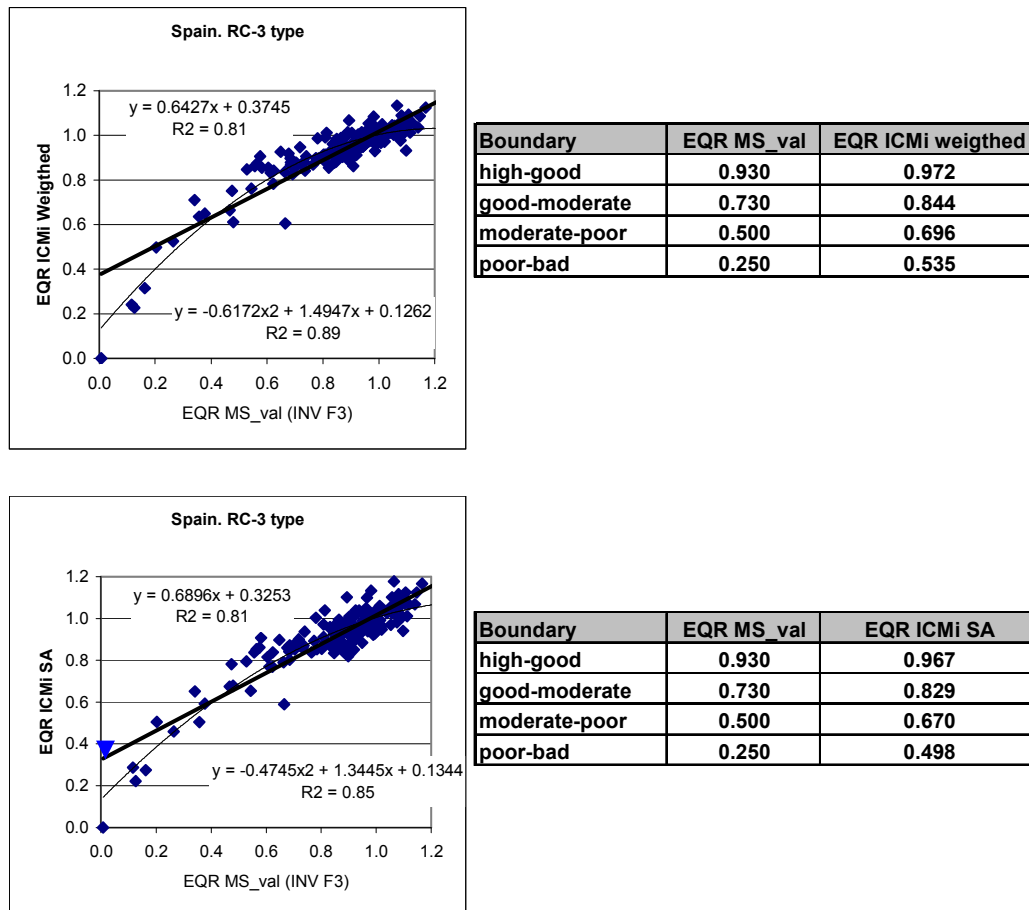 Spain. RC-3 type
y = 0.6427x + 0.3745
R2 = 0.81
y = -0.6172x2 + 1.4947x + 0.1262
R2 = 0.89
EQR ICMi Weigthed
1.2
1.0
0.8
0.6
0.4
0.2
0.0
0.0 0.2 0.4 0.6 0.8 1.0 1.2
EQR MS_val (INV F3)
Boundary EQR MS_val EQR ICMi weigthed
high-good 0.930 0.972
good-moderate 0.730 0.844
moderate-poor 0.500 0.696
poor-bad 0.250 0.535
Spain. RC-3 type
y = 0.6896x + 0.3253
R2 = 0.81
y = -0.4745x2 + 1.3445x + 0.1344
R2 = 0.85
EQR ICMi SA
1.2
1.0
0.8
0.6
0.4
0.2
0.0
0.0 0.2 0.4 0.6 0.8 1.0 1.2
EQR MS_val (INV F3)
Boundary EQR MS_val EQR ICMi SA
high-good 0.930 0.967
good-moderate 0.730 0.829
moderate-poor 0.500 0.670
poor-bad 0.250 0.498